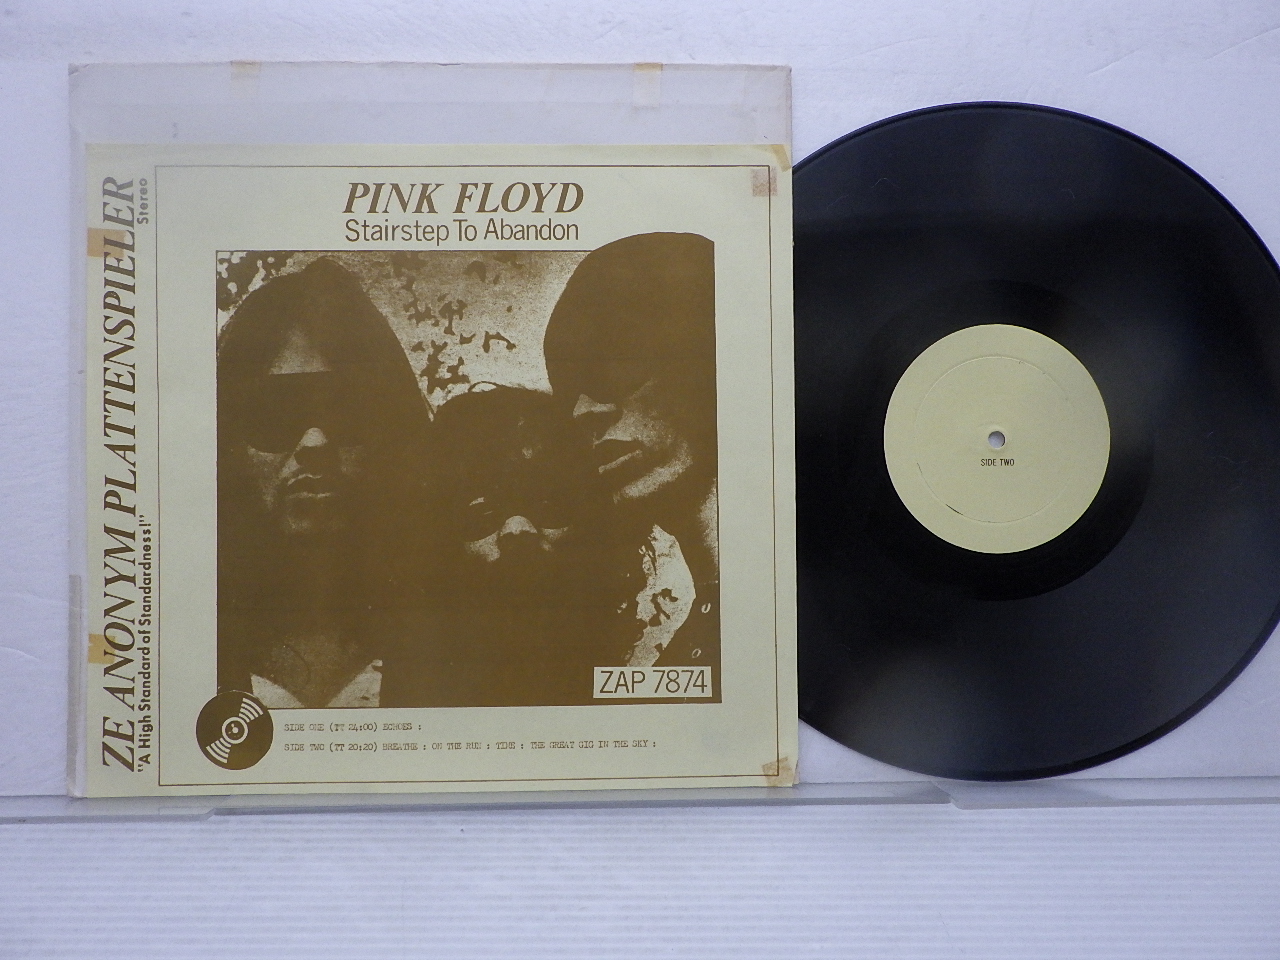 PINK FLOYD
Stairstep To Abandon
ZE ANONYM PLATTENSPIELER
Stereo
"A High Standard of Standardness!"
ZAP 7874
SIDE ONE (TT 24:00) ECHOES :
SIDE TWO (TT 20:20) BREATHE : ON THE RUN : TIME : THE GREAT GIG IN THE SKY :
SIDE TWO